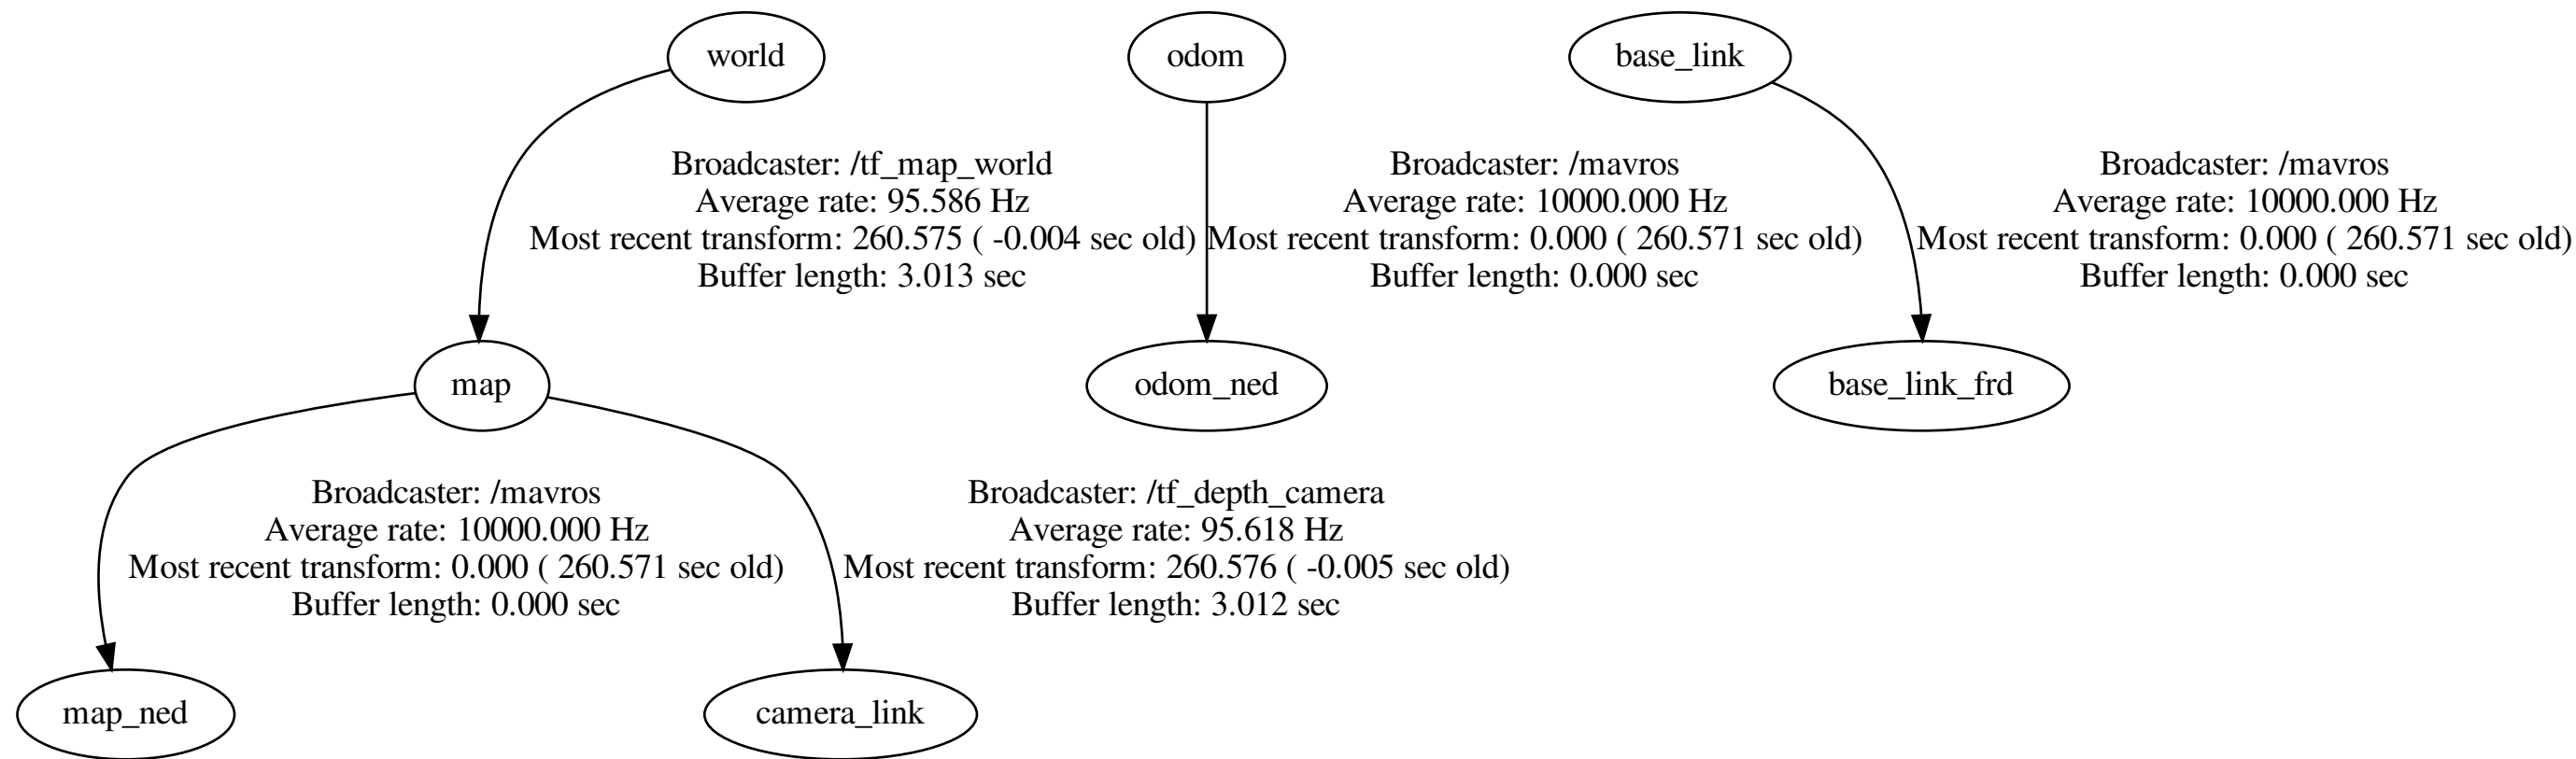 world
odom
base_link
Broadcaster: /tf_map_world
Average rate: 95.586 Hz
Most recent transform: 260.575 ( -0.004 sec old)
Buffer length: 3.013 sec
Broadcaster: /mavros
Average rate: 10000.000 Hz
Most recent transform: 0.000 ( 260.571 sec old)
Buffer length: 0.000 sec
Broadcaster: /mavros
Average rate: 10000.000 Hz
Most recent transform: 0.000 ( 260.571 sec old)
Buffer length: 0.000 sec
map
odom_ned
base_link_frd
Broadcaster: /mavros
Average rate: 10000.000 Hz
Most recent transform: 0.000 ( 260.571 sec old)
Buffer length: 0.000 sec
Broadcaster: /tf_depth_camera
Average rate: 95.618 Hz
Most recent transform: 260.576 ( -0.005 sec old)
Buffer length: 3.012 sec
map_ned
camera_link